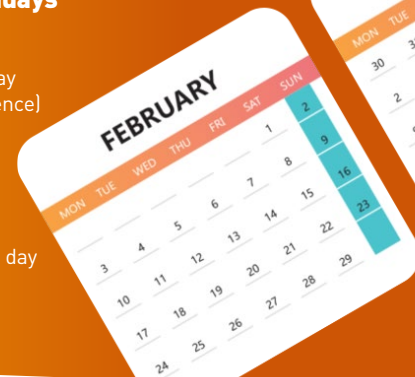 ay
ence)
day
FEBRUARY
MON TUE WED THU FRI SAT SUN
1 2
3 4 5 6 7 8 9
10 11 12 13 14 15 16
17 18 19 20 21 22 23
24 25 26 27 28 29
MON TUE
30
2